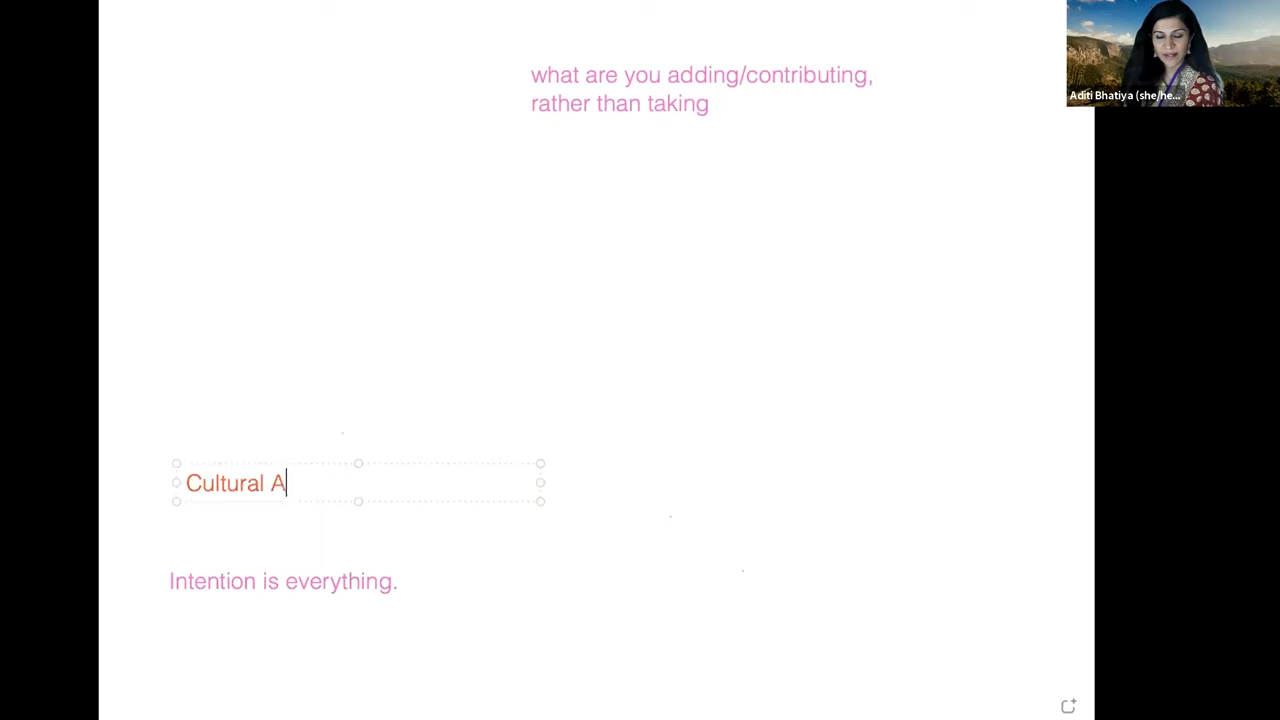 what are you adding/contributing,
rather than taking
Aditi Bhatiya (she/he...
Cultural A
Intention is everything.